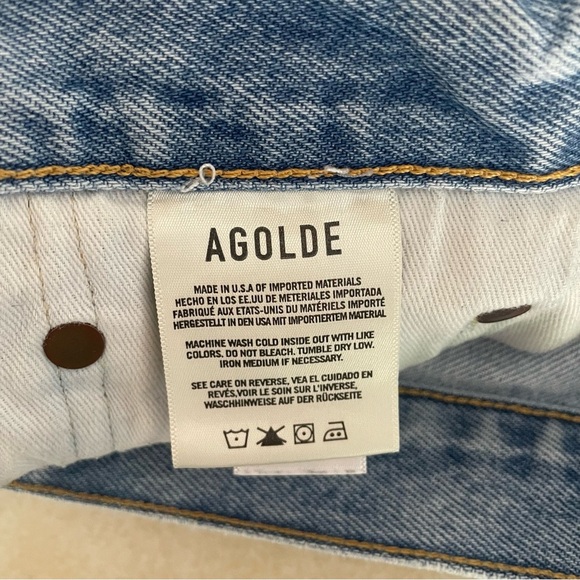 AGOLDE
MADE IN U.S.A OF IMPORTED MATERIALS
HECHO EN LOS EE.UU DE METERIALES IMPORTADA
FABRIQUÉ AUX ETATS-UNIS DU MATÉRIELS IMPORTÉ
HERGESTELLT IN DEN USA MIT IMPORTIERTEM MATERIAL
MACHINE WASH COLD INSIDE OUT WITH LIKE
COLORS. DO NOT BLEACH. TUMBLE DRY LOW.
IRON MEDIUM IF NECESSARY.
SEE CARE ON REVERSE, VEA EL CUIDADO EN
REVÉS,VOIR LE SOIN SUR L'INVERSE,
WASCHHINWEISE AUF DER RÜCKSEITE